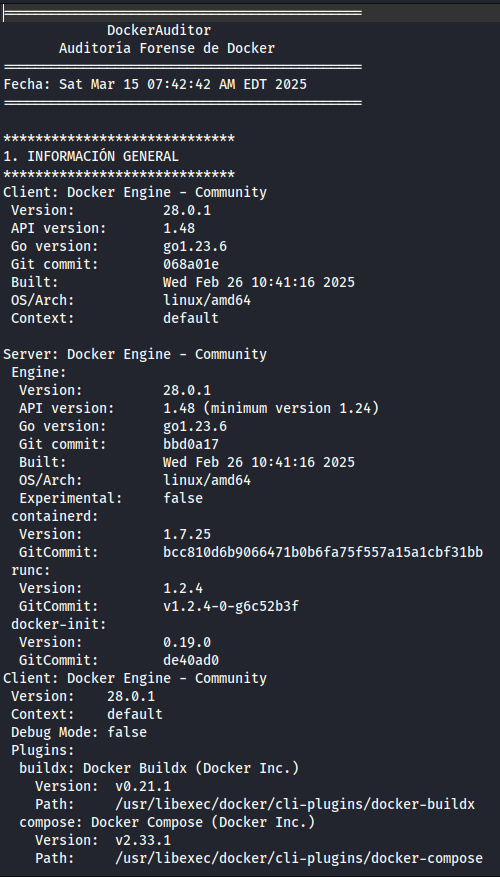 =============================================
DockerAuditor
Auditoría Forense de Docker
=============================================
Fecha: Sat Mar 15 07:42:42 AM EDT 2025
=============================================
*****************************
1. INFORMACIÓN GENERAL
*****************************
Client: Docker Engine - Community
Version: 28.0.1
API version: 1.48
Go version: go1.23.6
Git commit: 068a01e
Built: Wed Feb 26 10:41:16 2025
OS/Arch: linux/amd64
Context: default
Server: Docker Engine - Community
Engine:
Version: 28.0.1
API version: 1.48 (minimum version 1.24)
Go version: go1.23.6
Git commit: bbd0a17
Built: Wed Feb 26 10:41:16 2025
OS/Arch: linux/amd64
Experimental: false
containerd:
Version: 1.7.25
GitCommit: bcc810d6b9066471b0b6fa75f557a15a1cbf31bb
runc:
Version: 1.2.4
GitCommit: v1.2.4-0-g6c52b3f
docker-init:
Version: 0.19.0
GitCommit: de40ad0
Client: Docker Engine - Community
Version: 28.0.1
Context: default
Debug Mode: false
Plugins:
buildx: Docker Buildx (Docker Inc.)
Version: v0.21.1
Path: /usr/libexec/docker/cli-plugins/docker-buildx
compose: Docker Compose (Docker Inc.)
Version: v2.33.1
Path: /usr/libexec/docker/cli-plugins/docker-compose